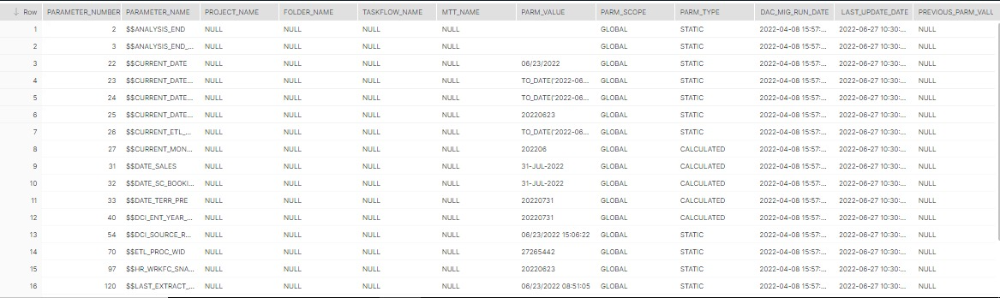 Row PARAMETER_NUMBER PARAMETER_NAME PROJECT_NAME FOLDER_NAME TASKFLOW_NAME MTT_NAME PARM_VALUE PARM_SCOPE PARM_TYPE DAC_MIG_RUN_DATE LAST_UPDATE_DATE PREVIOUS_PARM_VALU
1 2 $$ANALYSIS_END NULL NULL NULL NULL GLOBAL STATIC 2022-04-08 15:57:... 2022-06-27 10:30:... NULL
2 3 $$ANALYSIS_END_... NULL NULL NULL NULL GLOBAL STATIC 2022-04-08 15:57:... 2022-06-27 10:30:... NULL
3 22 $$CURRENT_DATE NULL NULL NULL NULL 06/23/2022 GLOBAL STATIC 2022-04-08 15:57:... 2022-06-27 10:30:... NULL
4 23 $$CURRENT_DATE... NULL NULL NULL NULL TO_DATE('2022-06... GLOBAL STATIC 2022-04-08 15:57:... 2022-06-27 10:30:... NULL
5 24 $$CURRENT_DATE... NULL NULL NULL NULL TO_DATE('2022-06... GLOBAL STATIC 2022-04-08 15:57:... 2022-06-27 10:30:... NULL
6 25 $$CURRENT_DATE... NULL NULL NULL NULL 20220623 GLOBAL STATIC 2022-04-08 15:57:... 2022-06-27 10:30:... NULL
7 26 $$CURRENT_ETL_... NULL NULL NULL NULL TO_DATE('2022-06... GLOBAL STATIC 2022-04-08 15:57:... 2022-06-27 10:30:... NULL
8 27 $$CURRENT_MON... NULL NULL NULL NULL 202206 GLOBAL CALCULATED 2022-04-08 15:57:... 2022-06-27 10:30:... NULL
9 31 $$DATE_SALES NULL NULL NULL NULL 31-JUL-2022 GLOBAL CALCULATED 2022-04-08 15:57:... 2022-06-27 10:30:... NULL
10 32 $$DATE_SC_BOOKI... NULL NULL NULL NULL 31-JUL-2022 GLOBAL CALCULATED 2022-04-08 15:57:... 2022-06-27 10:30:... NULL
11 33 $$DATE_TERR_PRE NULL NULL NULL NULL 20220731 GLOBAL CALCULATED 2022-04-08 15:57:... 2022-06-27 10:30:... NULL
12 40 $$DCI_ENT_YEAR_... NULL NULL NULL NULL 20220731 GLOBAL CALCULATED 2022-04-08 15:57:... 2022-06-27 10:30:... NULL
13 54 $$DCI_SOURCE_R... NULL NULL NULL NULL 06/23/2022 15:06:22 GLOBAL STATIC 2022-04-08 15:57:... 2022-06-27 10:30:... NULL
14 70 $$ETL_PROC_WID NULL NULL NULL NULL 27265442 GLOBAL STATIC 2022-04-08 15:57:... 2022-06-27 10:30:... NULL
15 97 $$HR_WRKFC_SNA... NULL NULL NULL NULL 20220623 GLOBAL STATIC 2022-04-08 15:57:... 2022-06-27 10:30:... NULL
16 120 $$LAST_EXTRACT_... NULL NULL NULL NULL 06/23/2022 08:51:05 GLOBAL STATIC 2022-04-08 15:57:... 2022-06-27 10:30:... NULL